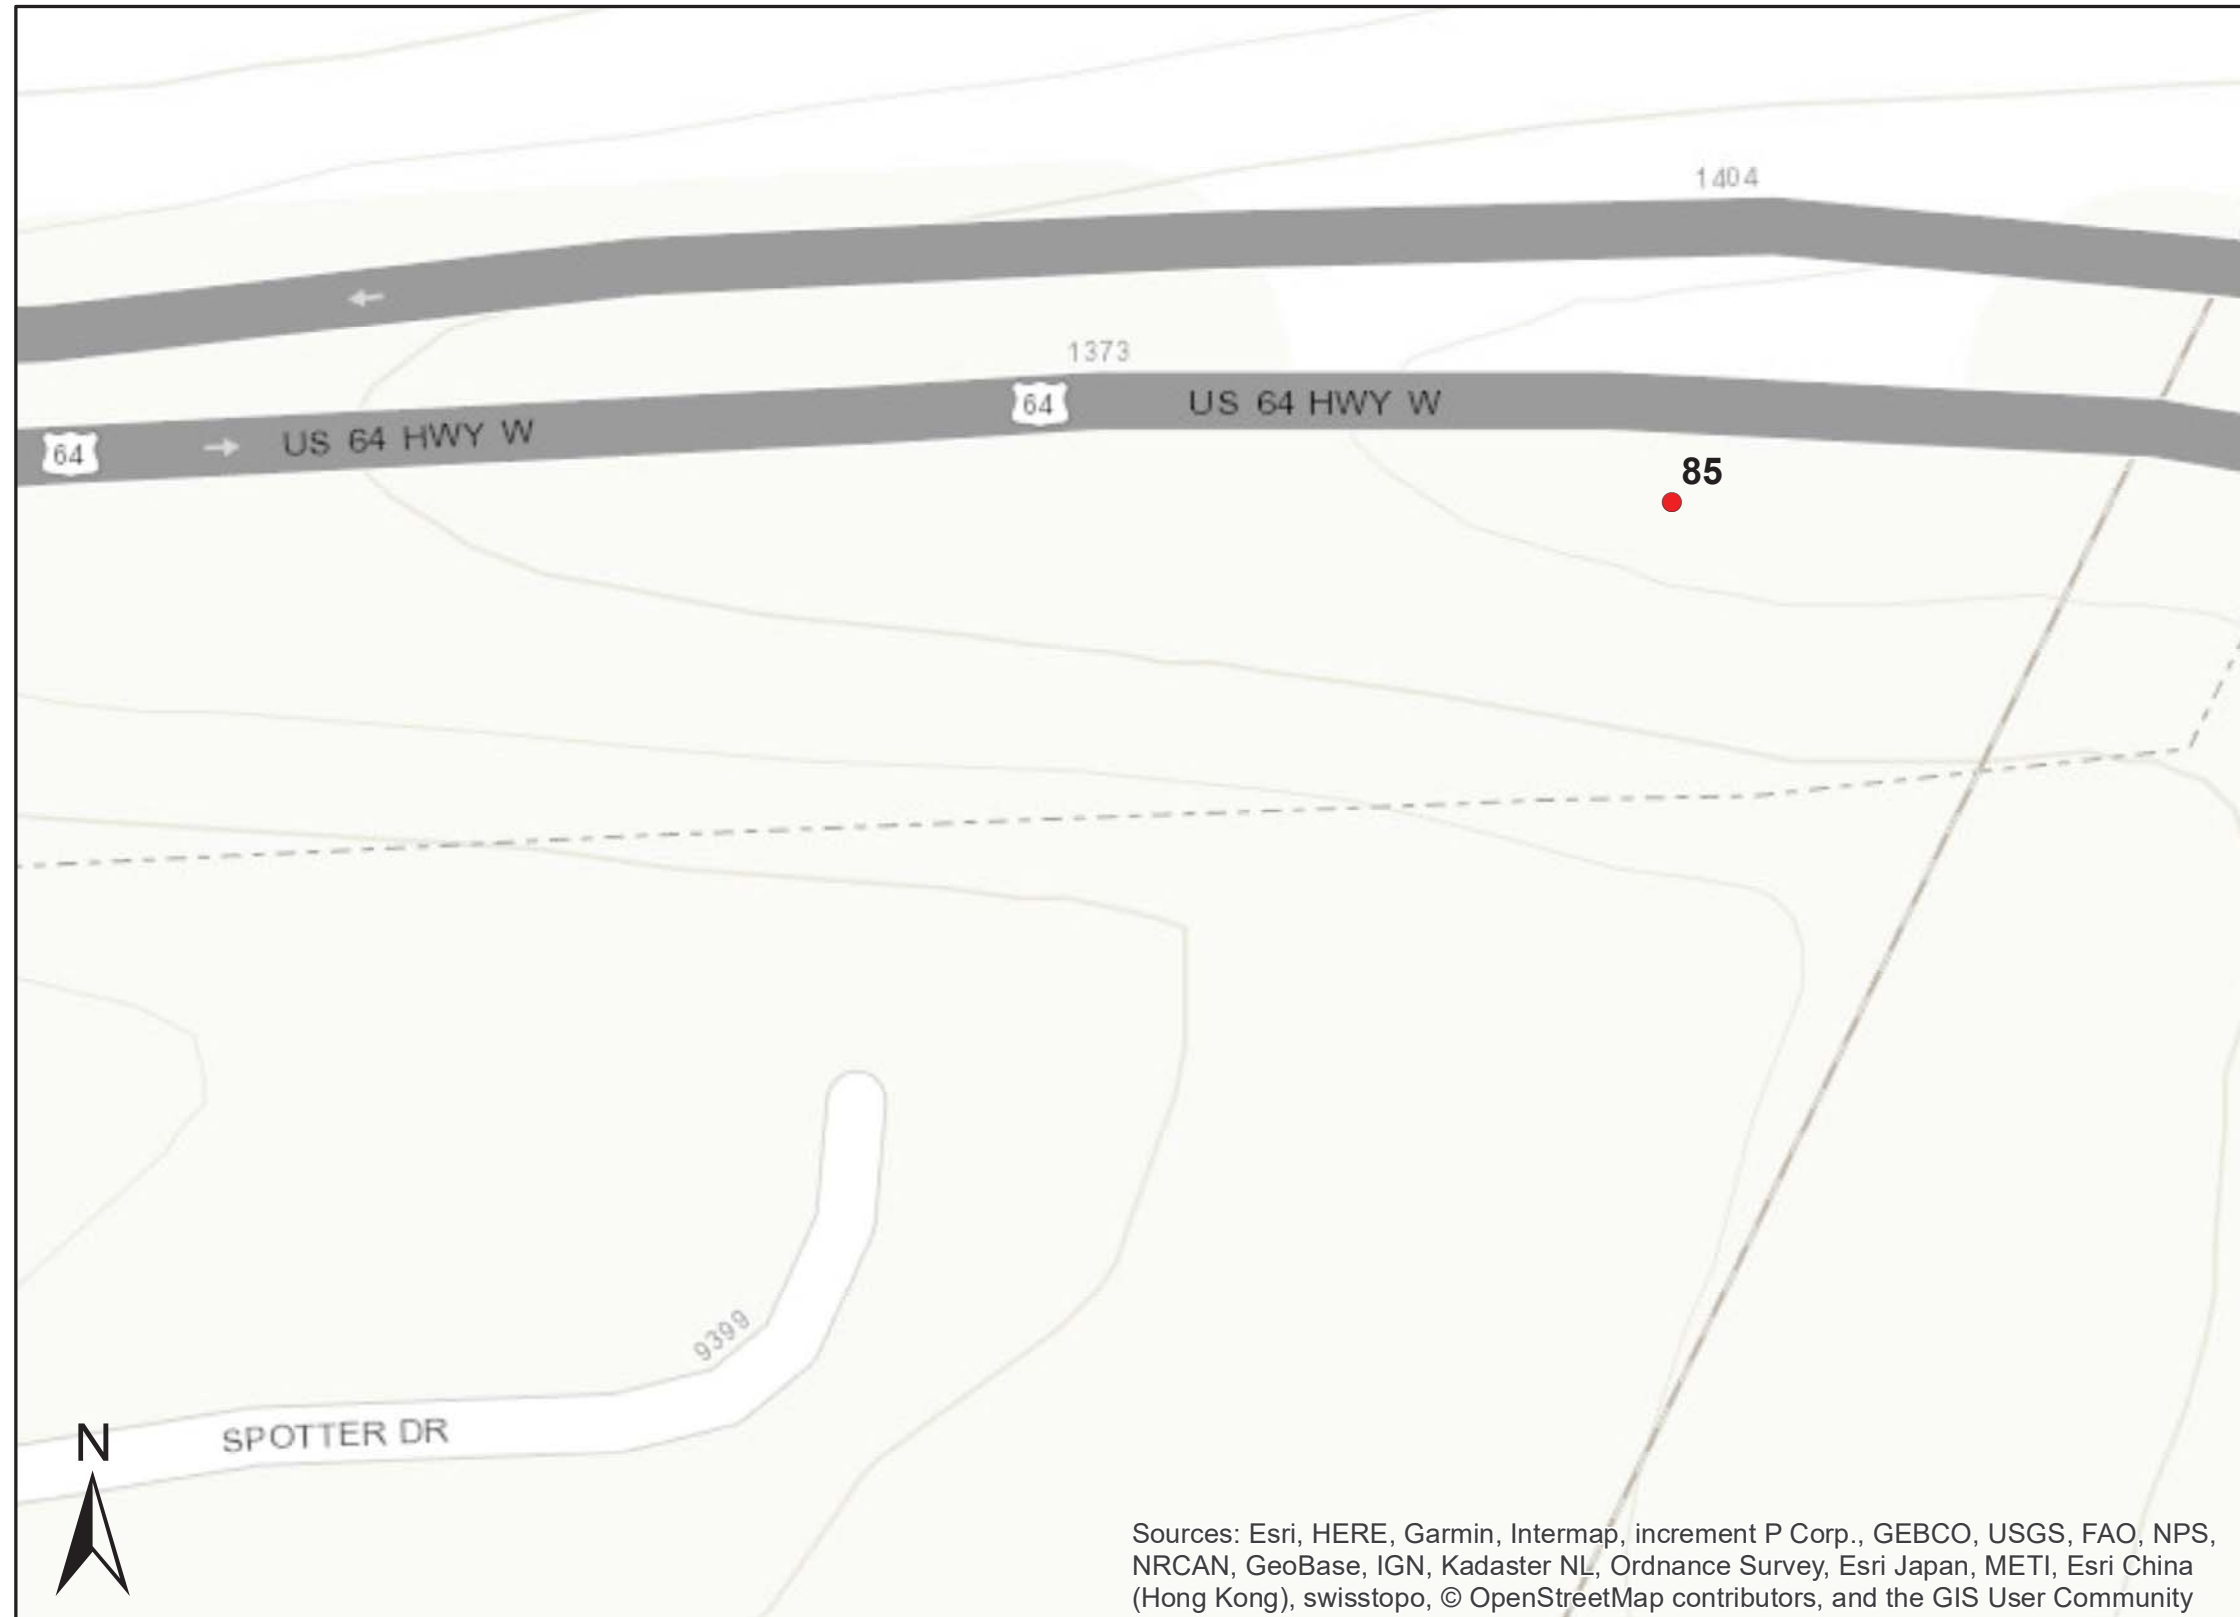 1404
1373
64
US 64 HWY W
64
US 64 HWY W
85
9399
SPOTTER DR
N
Sources: Esri, HERE, Garmin, Intermap, increment P Corp., GEBCO, USGS, FAO, NPS,
NRCAN, GeoBase, IGN, Kadaster NL, Ordnance Survey, Esri Japan, METI, Esri China
(Hong Kong), swisstopo, © OpenStreetMap contributors, and the GIS User Community